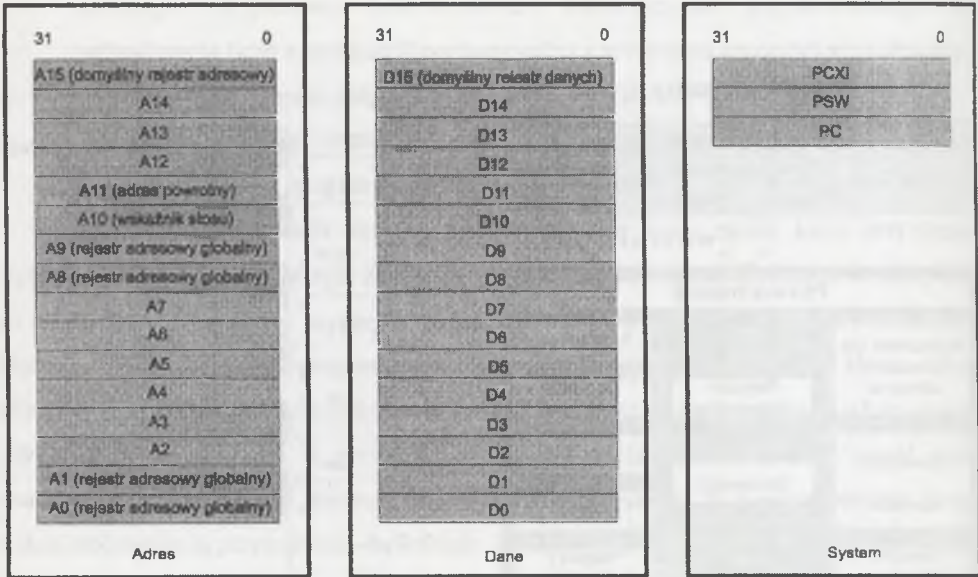 31 0
A15 (domyślny rejestr adresowy)
A14
A13
A12
A11 (adres powrotny)
A10 (wskaźnik stosu)
A9 (rejestr adresowy globalny)
A8 (rejestr adresowy globalny)
A7
A6
A5
A4
A3
A2
A1 (rejestr adresowy globalny)
A0 (rejestr adresowy globalny)
Adres
31 0
D15 (domyślny rejestr danych)
D14
D13
D12
D11
D10
D9
D8
D7
D6
D5
D4
D3
D2
D1
D0
Dane
31 0
PCXI
PSW
PC
System